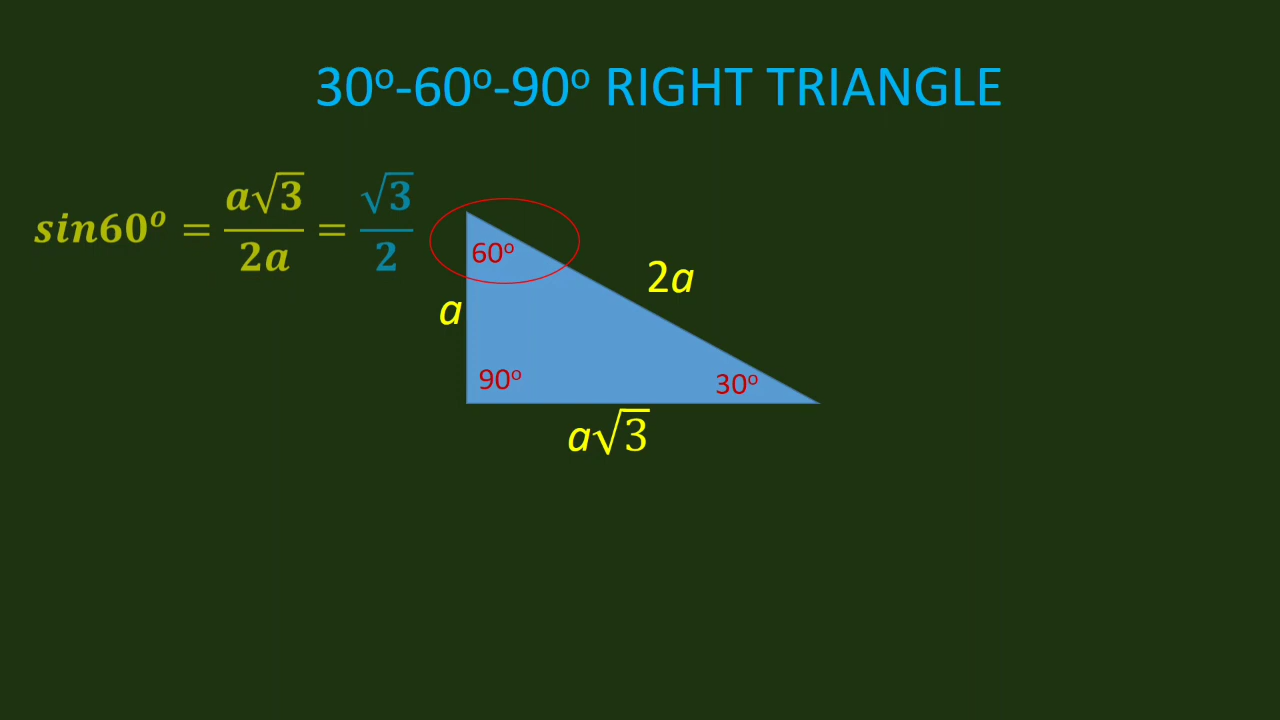 30º-60º-90º RIGHT TRIANGLE
sin60º = a√3/2a = √3/2
60º
2a
a
90º
30º
a√3